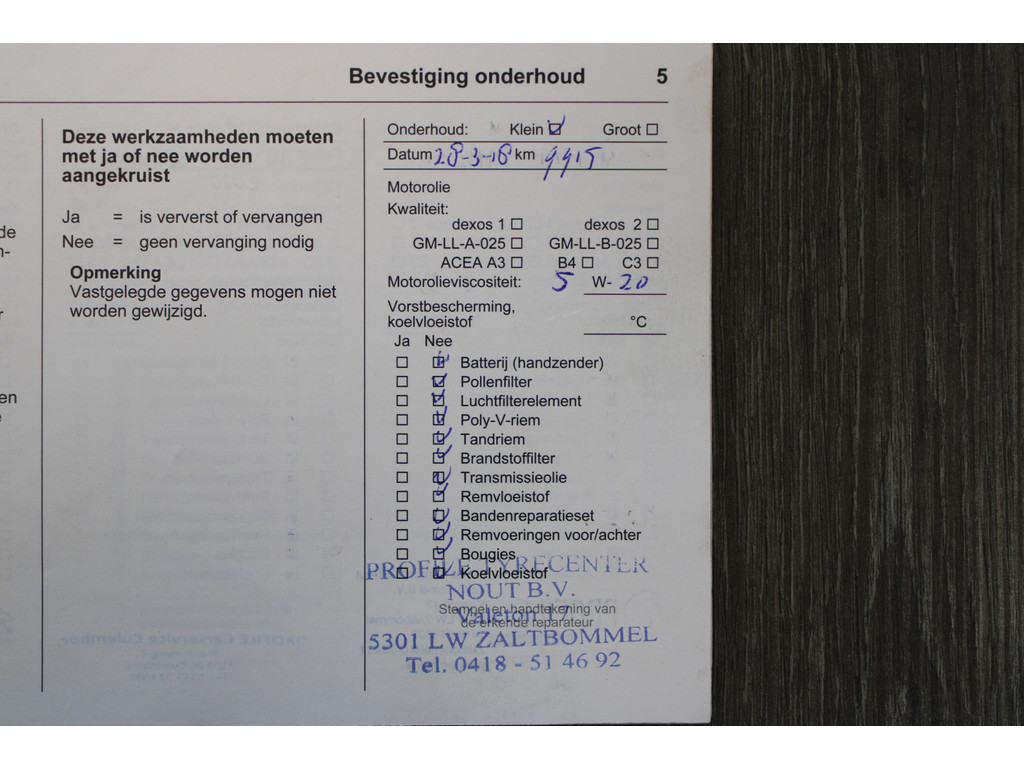 Bevestiging onderhoud 5
Deze werkzaamheden moeten
met ja of nee worden
aangekruist
Ja = is ververst of vervangen
Nee = geen vervanging nodig
Opmerking
Vastgelegde gegevens mogen niet
worden gewijzigd.
Onderhoud: Klein ☑ Groot ☐
Datum 28-3-18 km 9915
Motorolie
Kwaliteit:
dexos 1 ☐ dexos 2 ☐
GM-LL-A-025 ☐ GM-LL-B-025 ☐
ACEA A3 ☐ B4 ☐ C3 ☐
Motorolieviscositeit: 5 W- 20
Vorstbescherming,
koelvloeistof °C
Ja Nee
☐ ☑ Batterij (handzender)
☐ ☑ Pollenfilter
☐ ☑ Luchtfilterelement
☐ ☑ Poly-V-riem
☐ ☑ Tandriem
☐ ☑ Brandstoffilter
☐ ☑ Transmissieolie
☐ ☑ Remvloeistof
☐ ☑ Bandenreparatieset
☐ ☑ Remvoeringen voor/achter
☐ ☑ Bougies
☐ ☐ Koelvloeistof
PROFILE TYRECENTER
NOUT B.V.
Stempel en handtekening van
de erkende reparateur
Valeton 17
5301 LW ZALTBOMMEL
Tel. 0418 - 51 46 92